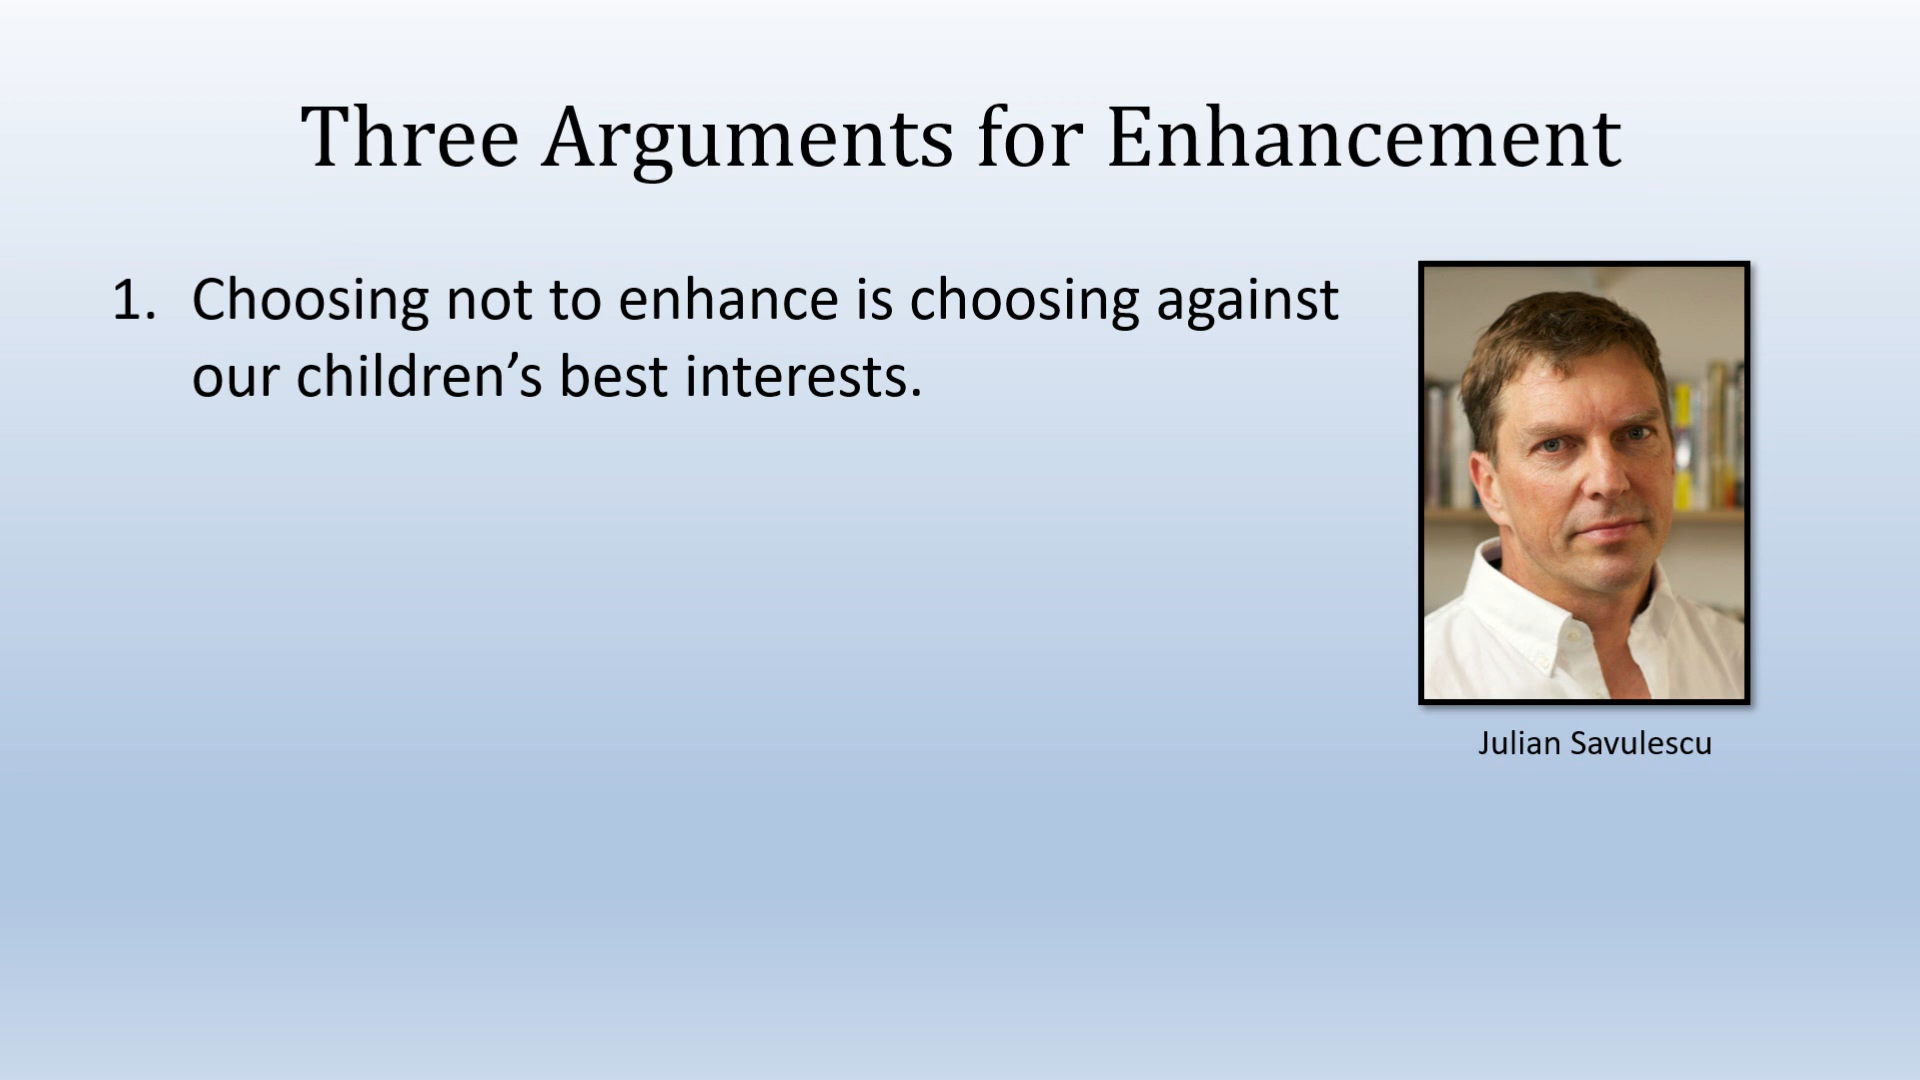 Three Arguments for Enhancement
1. Choosing not to enhance is choosing against
our children’s best interests.
Julian Savulescu